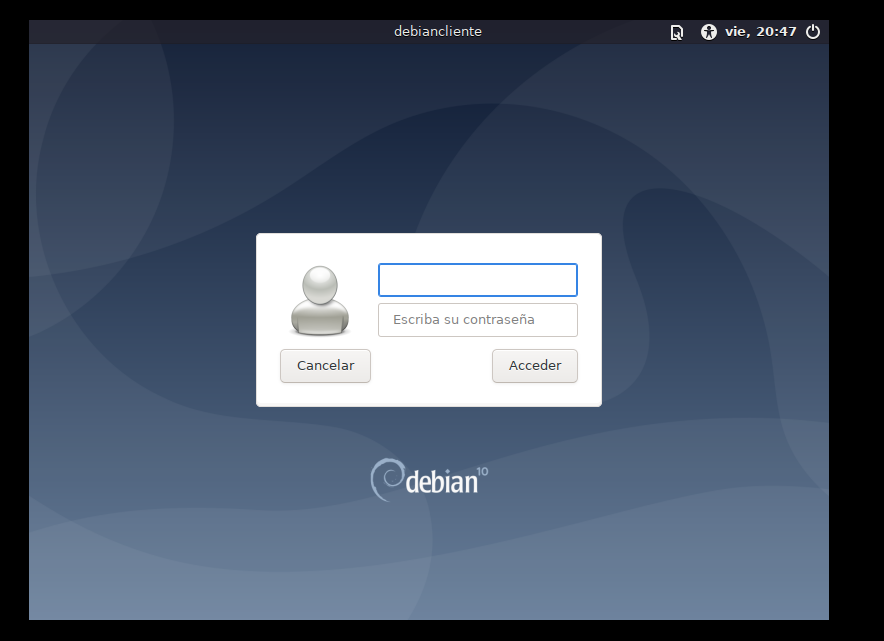 debiancliente
vie, 20:47
Escriba su contraseña
Cancelar
Acceder
debian 10